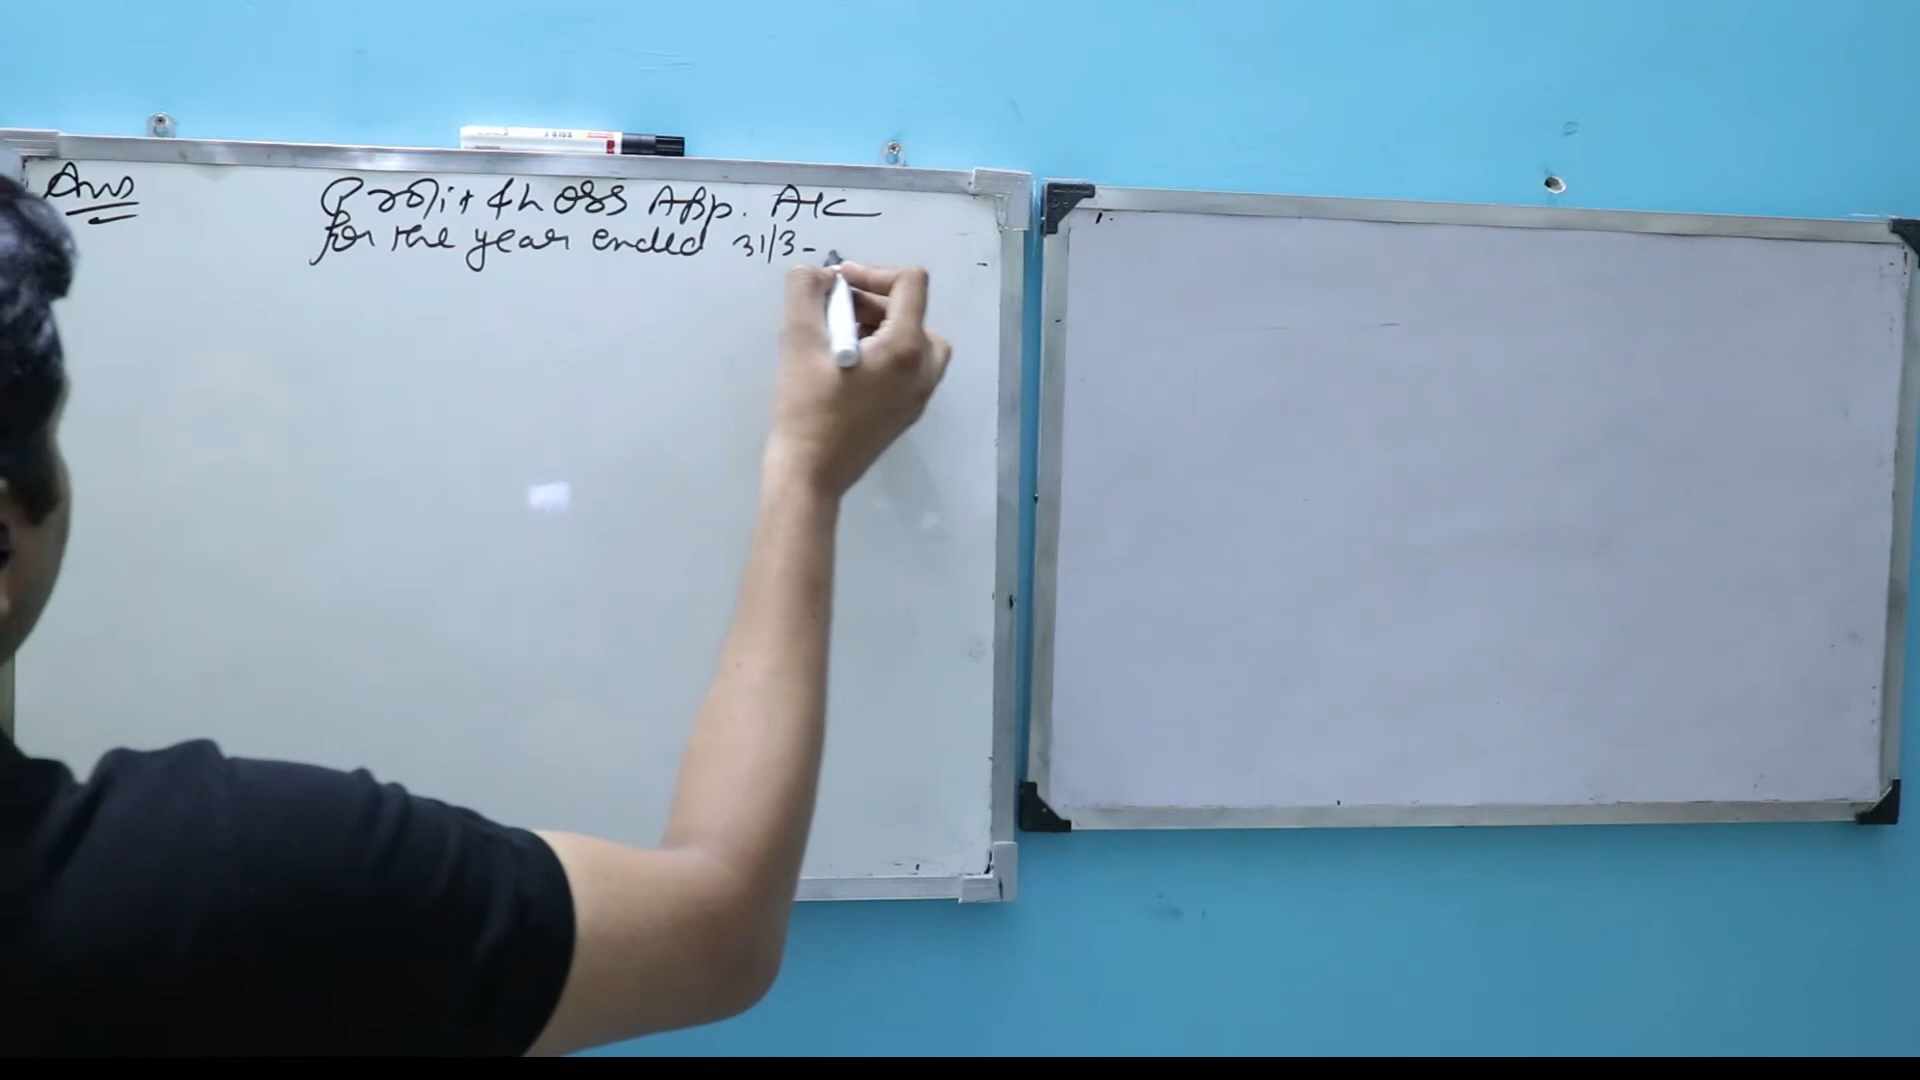 Ans
Profit & Loss App. A/C
for the year ended 31/3-